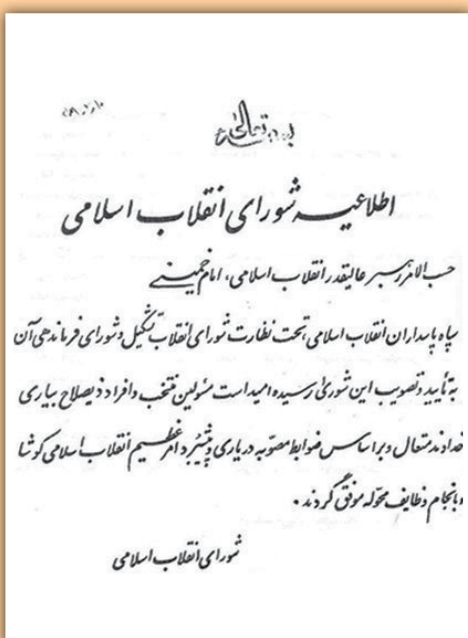 بسمه تعالی
اطلاعیه شورای انقلاب اسلامی
حسب الامر رهبر عالیقدر انقلاب اسلامی، امام خمینی
سپاه پاسداران انقلاب اسلامی، تحت نظارت شورای انقلاب تشکیل و شورای فرماندهی آن
به تأیید و تصویب این شوری رسیده امید است مسئولین منتخب و افراد ذیصلاح بیاری
خداوند متعال و بر اساس ضوابط مصوبه در یاری و پیشبرد امر عظیم انقلاب اسلامی کوشا
و بانجام وظایف محوله موفق گردند.
شورای انقلاب اسلامی